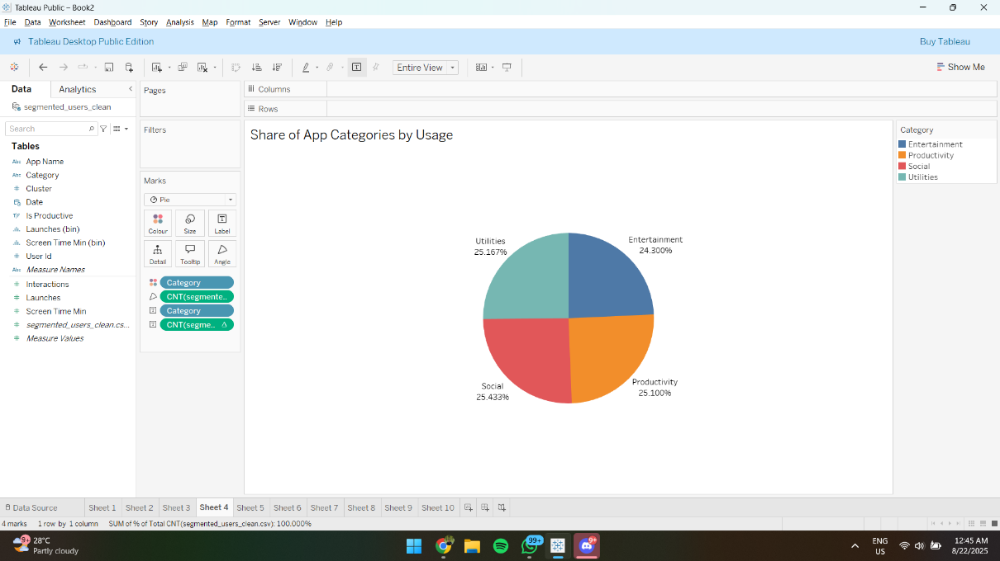 Tableau Public – Book2
File Data Worksheet Dashboard Story Analysis Map Format Server Window Help
Tableau Desktop Public Edition
Buy Tableau
Entire View
Show Me
Data
Analytics
segmented_users_clean
Search
Tables
Abc App Name
Abc Category
# Cluster
Date
T|F Is Productive
Launches (bin)
Screen Time Min (bin)
# User Id
Abc Measure Names
# Interactions
# Launches
# Screen Time Min
# segmented_users_clean.cs...
# Measure Values
Pages
Filters
Marks
Pie
Colour
Size
Label
Detail
Tooltip
Angle
Category
CNT(segmente..
Category
CNT(segme..
Columns
Rows
Share of App Categories by Usage
Utilities
25.167%
Entertainment
24.300%
Social
25.433%
Productivity
25.100%
Category
Entertainment
Productivity
Social
Utilities
Data Source
Sheet 1
Sheet 2
Sheet 3
Sheet 4
Sheet 5
Sheet 6
Sheet 7
Sheet 8
Sheet 9
Sheet 10
4 marks
1 row by 1 column
SUM of % of Total CNT(segmented_users_clean.csv): 100.000%
9+
28°C
Partly cloudy
99+
9+
ENG
US
12:45 AM
8/22/2025